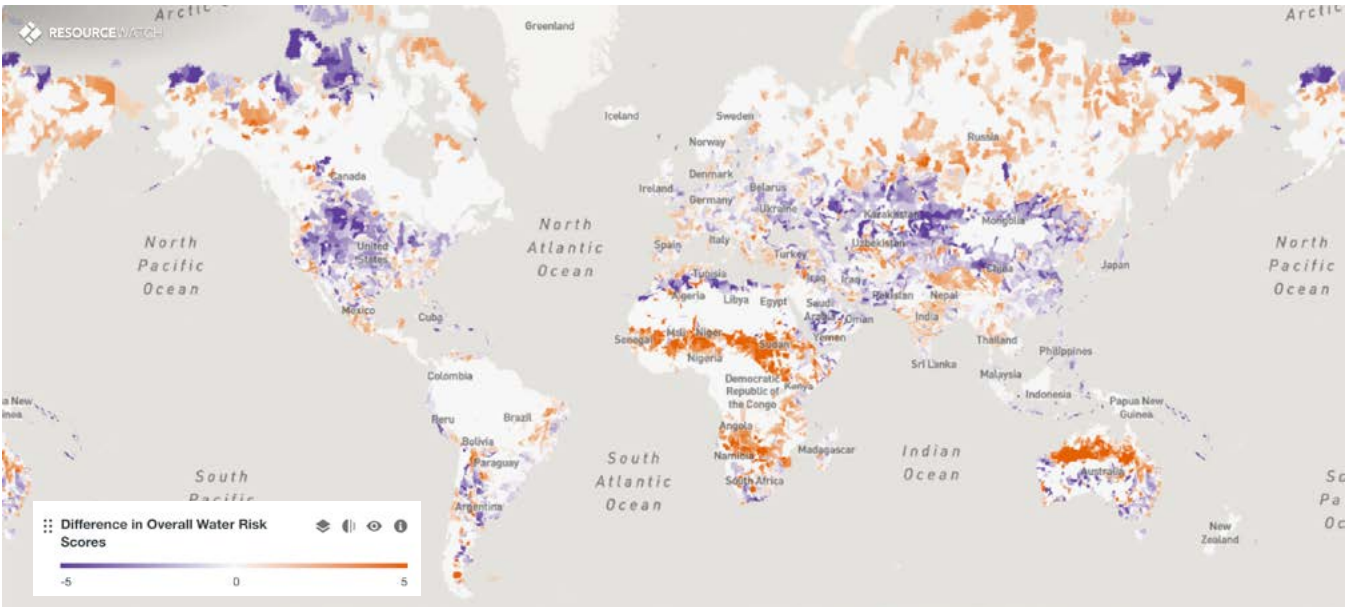 Arctic
Arctic
RESOURCEWATCH
Greenland
Iceland
Sweden
Norway
Russia
Denmark
Canada
Ireland
Belarus
Germany
Ukraine
Kazakhstan
Mongolia
North
Pacific
Ocean
North
Atlantic
Ocean
United
States
Spain
Italy
Uzbekistan
Turkey
China
Japan
North
Pacific
Ocean
Tunisia
Algeria
Libya
Egypt
Iraq
Iran
Pakistan
Nepal
Mexico
Cuba
Saudi
Arabia
Oman
India
Senegal
Mali
Niger
Sudan
Yemen
Thailand
Philippines
Nigeria
Sri Lanka
Colombia
Democratic
Republic of
the Congo
Kenya
Malaysia
Indonesia
Papua New
Guinea
Peru
Brazil
Angola
Bolivia
Madagascar
Indian
Ocean
Namibia
Paraguay
South
Atlantic
Ocean
South Africa
Australia
South
Pacific
Argentina
New
Zealand
Difference in Overall Water Risk
Scores
-5 0 5